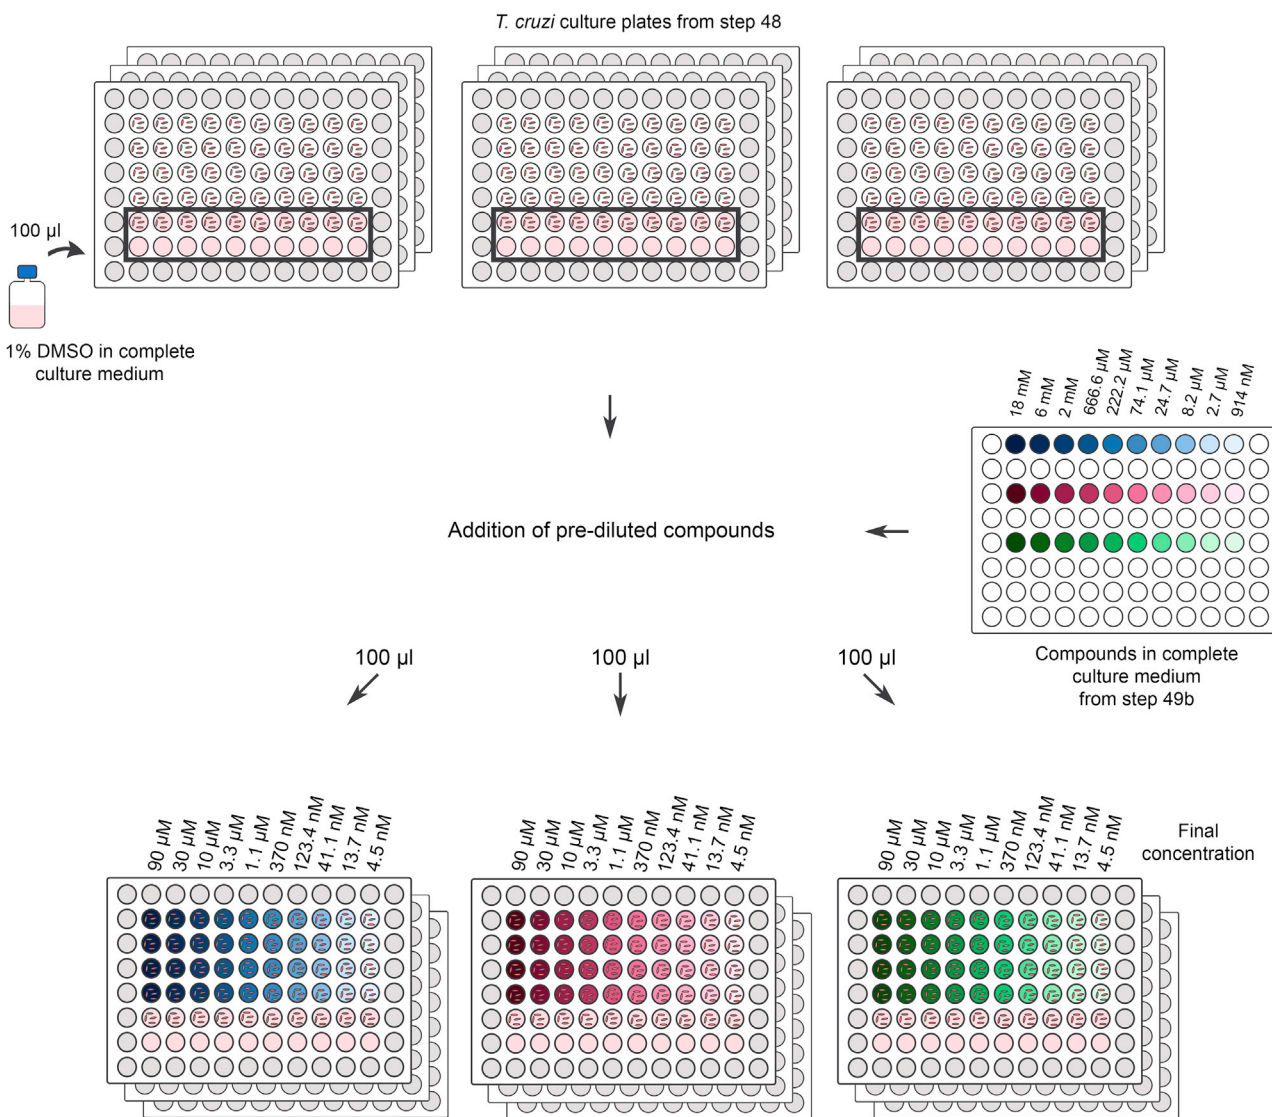 T. cruzi culture plates from step 48
100 µl
1% DMSO in complete
culture medium
18 mM
6 mM
2 mM
666.6 µM
222.2 µM
74.1 µM
24.7 µM
8.2 µM
2.7 µM
914 nM
Addition of pre-diluted compounds
Compounds in complete
culture medium
from step 49b
100 µl
100 µl
100 µl
90 µM
30 µM
10 µM
3.3 µM
1.1 µM
370 nM
123.4 nM
41.1 nM
13.7 nM
4.5 nM
90 µM
30 µM
10 µM
3.3 µM
1.1 µM
370 nM
123.4 nM
41.1 nM
13.7 nM
4.5 nM
90 µM
30 µM
10 µM
3.3 µM
1.1 µM
370 nM
123.4 nM
41.1 nM
13.7 nM
4.5 nM
Final
concentration